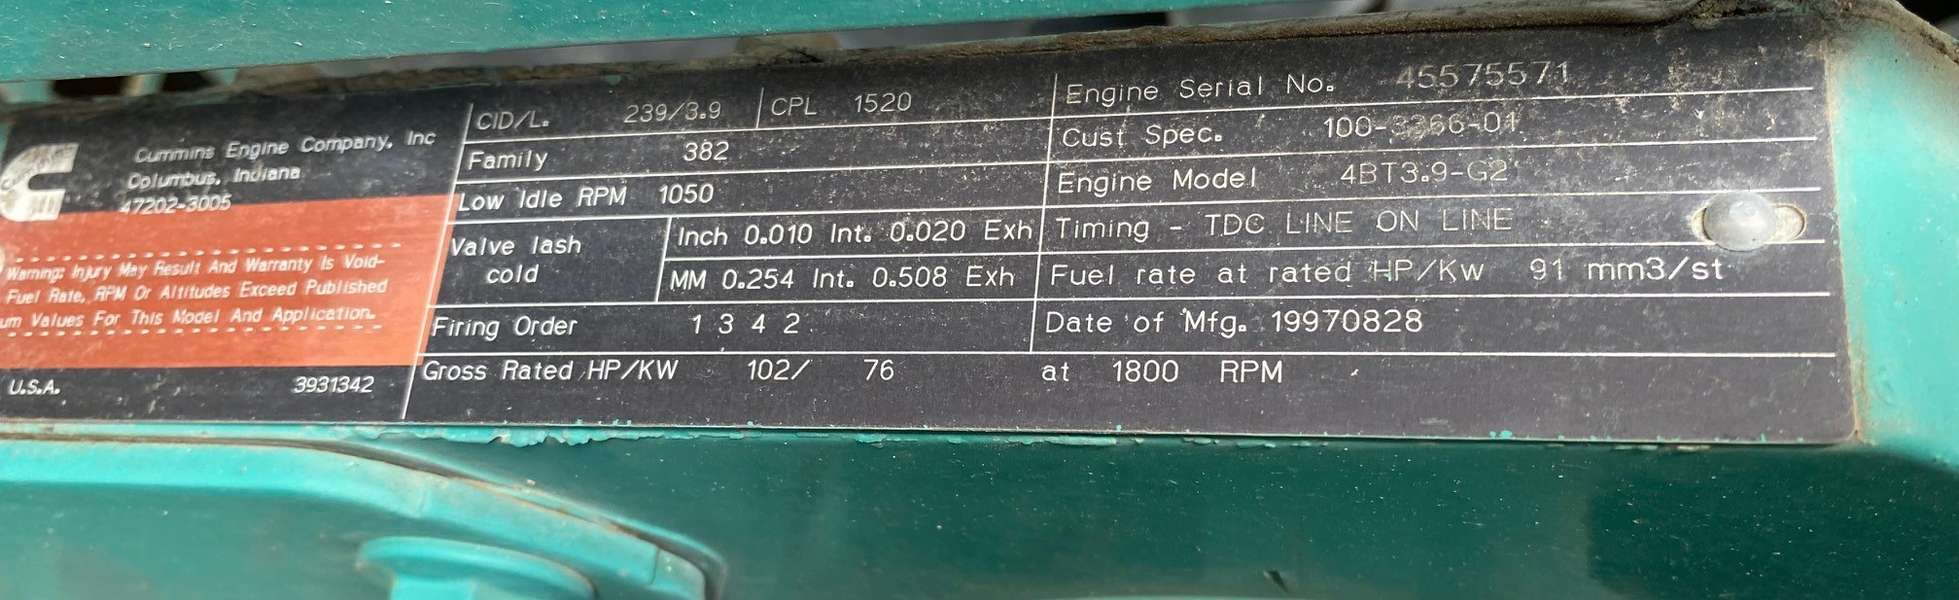 Cummins Engine Company, Inc
Columbus, Indiana
47202-3005
Warning: Injury May Result And Warranty Is Void-
Fuel Rate, RPM Or Altitudes Exceed Published
um Values For This Model And Application.
U.S.A. 3931342
CID/L. 239/3.9 CPL 1520
Family 382
Low Idle RPM 1050
Valve lash cold
Inch 0.010 Int. 0.020 Exh
MM 0.254 Int. 0.508 Exh
Firing Order 1 3 4 2
Gross Rated HP/KW 102/ 76 at 1800 RPM
Engine Serial No. 45575571
Cust Spec. 100-3366-01
Engine Model 4BT3.9-G2
Timing - TDC LINE ON LINE
Fuel rate at rated HP/Kw 91 mm3/st
Date of Mfg. 19970828